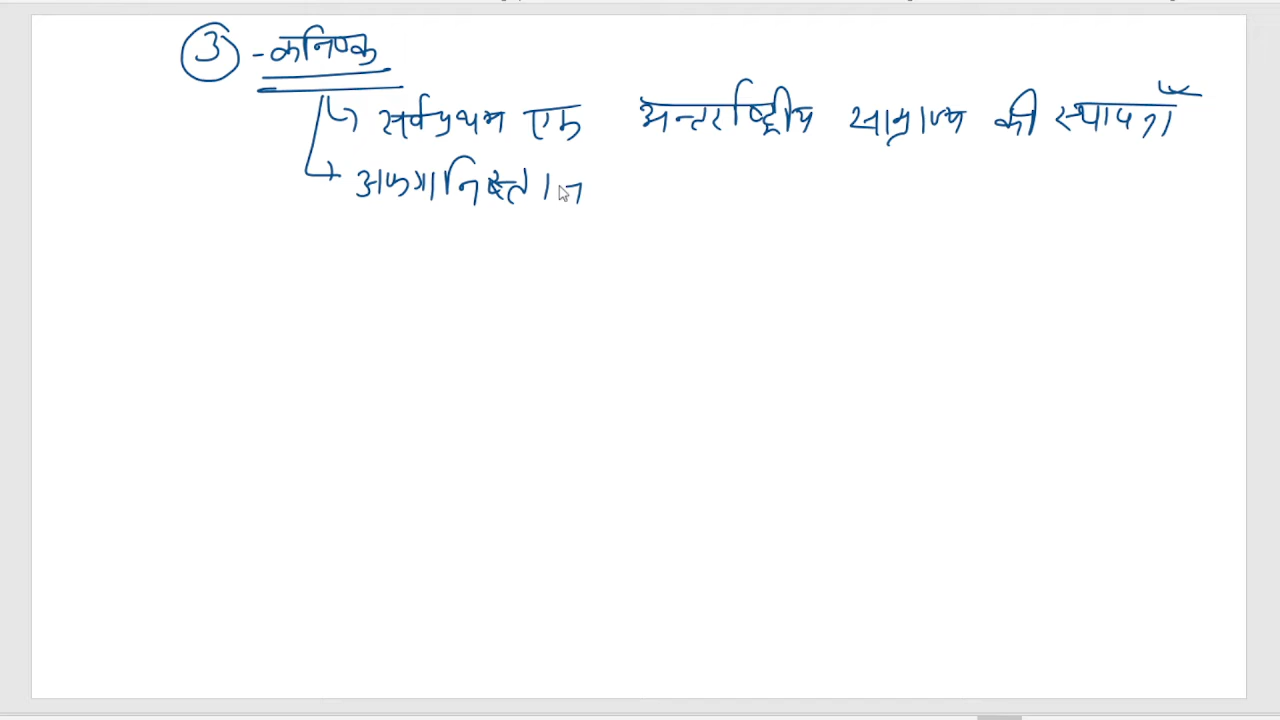 ③ - कनिष्क
↳ सर्वप्रथम एक अन्तर्राष्ट्रीय साम्राज्य की स्थापना
↳ अफगानिस्तान